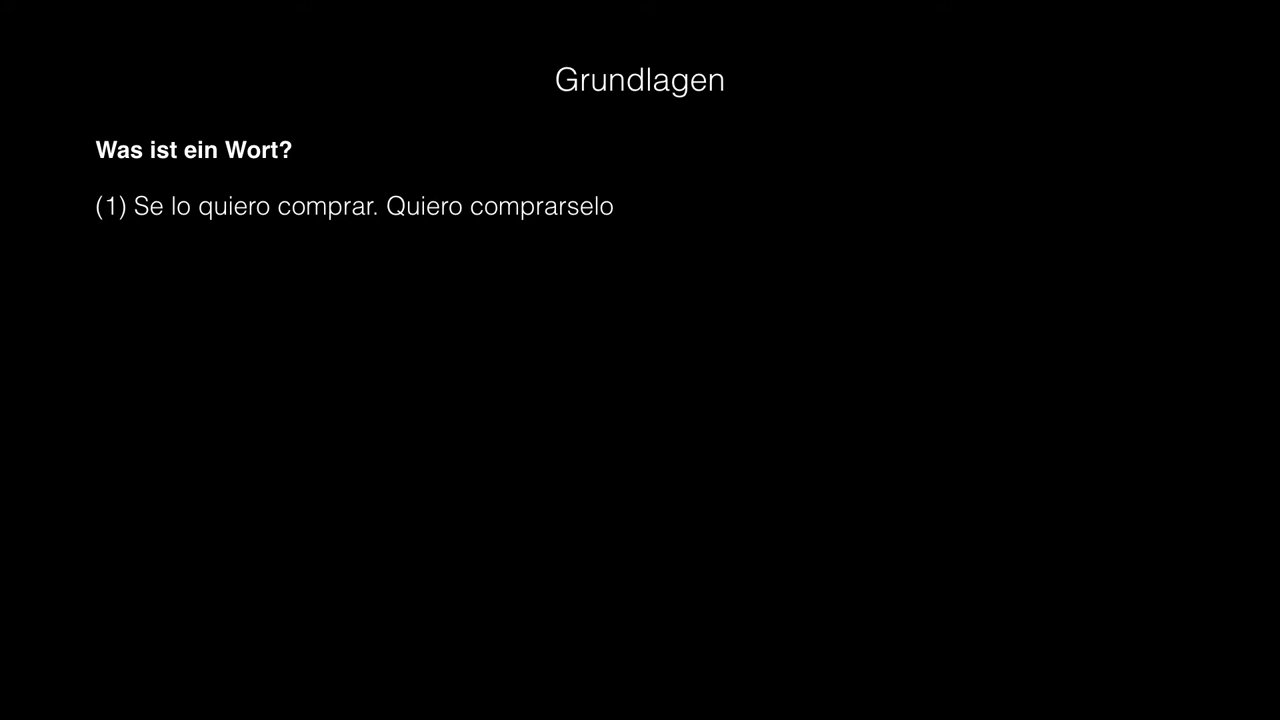 Grundlagen
Was ist ein Wort?
(1) Se lo quiero comprar. Quiero comprarselo